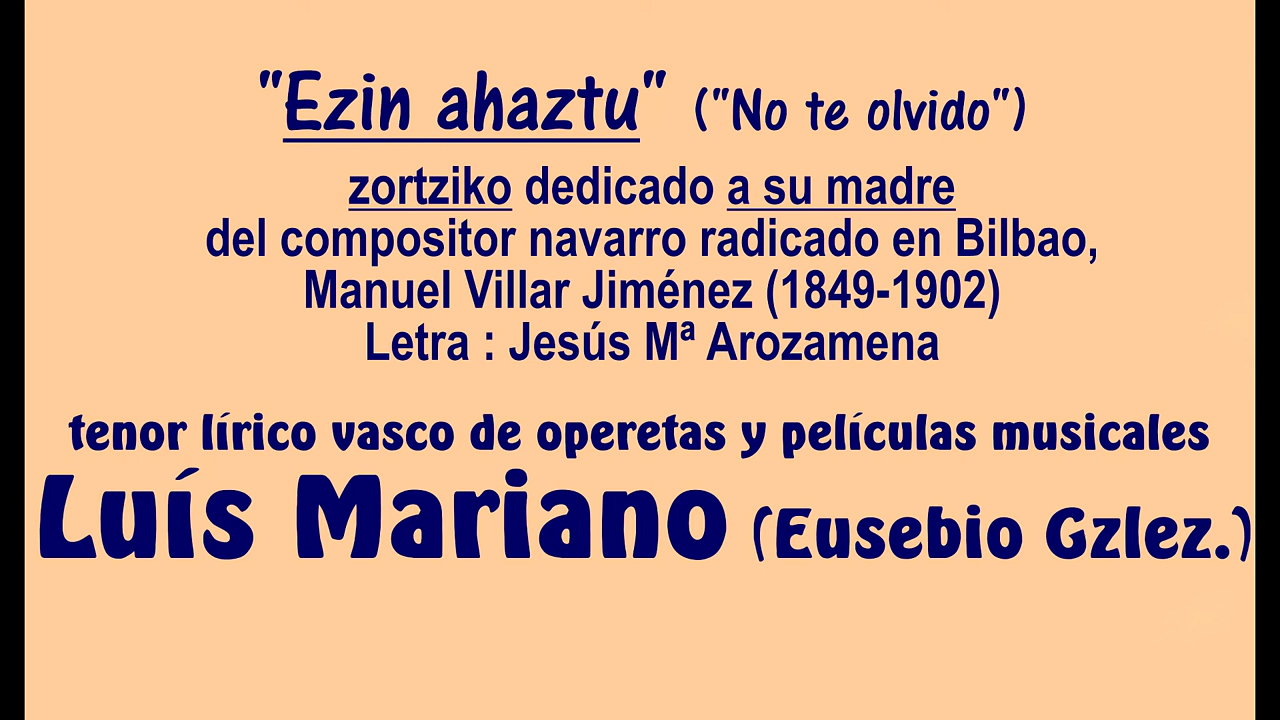 "Ezin ahaztu" ("No te olvido")
zortziko dedicado a su madre
del compositor navarro radicado en Bilbao,
Manuel Villar Jiménez (1849-1902)
Letra : Jesús Mª Arozamena
tenor lírico vasco de operetas y películas musicales
Luís Mariano (Eusebio Gzlez.)